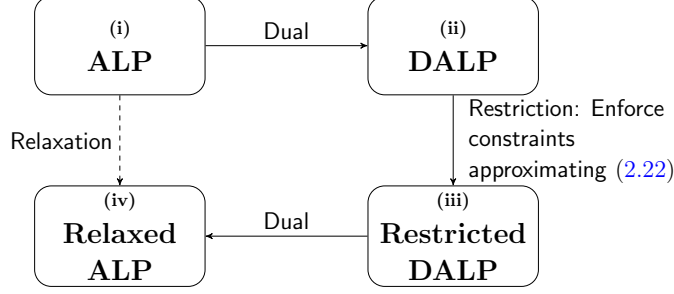 (i)
ALP
Dual
(ii)
DALP
Relaxation
Restriction: Enforce
constraints
approximating (2.22)
(iv)
Relaxed
ALP
Dual
(iii)
Restricted
DALP